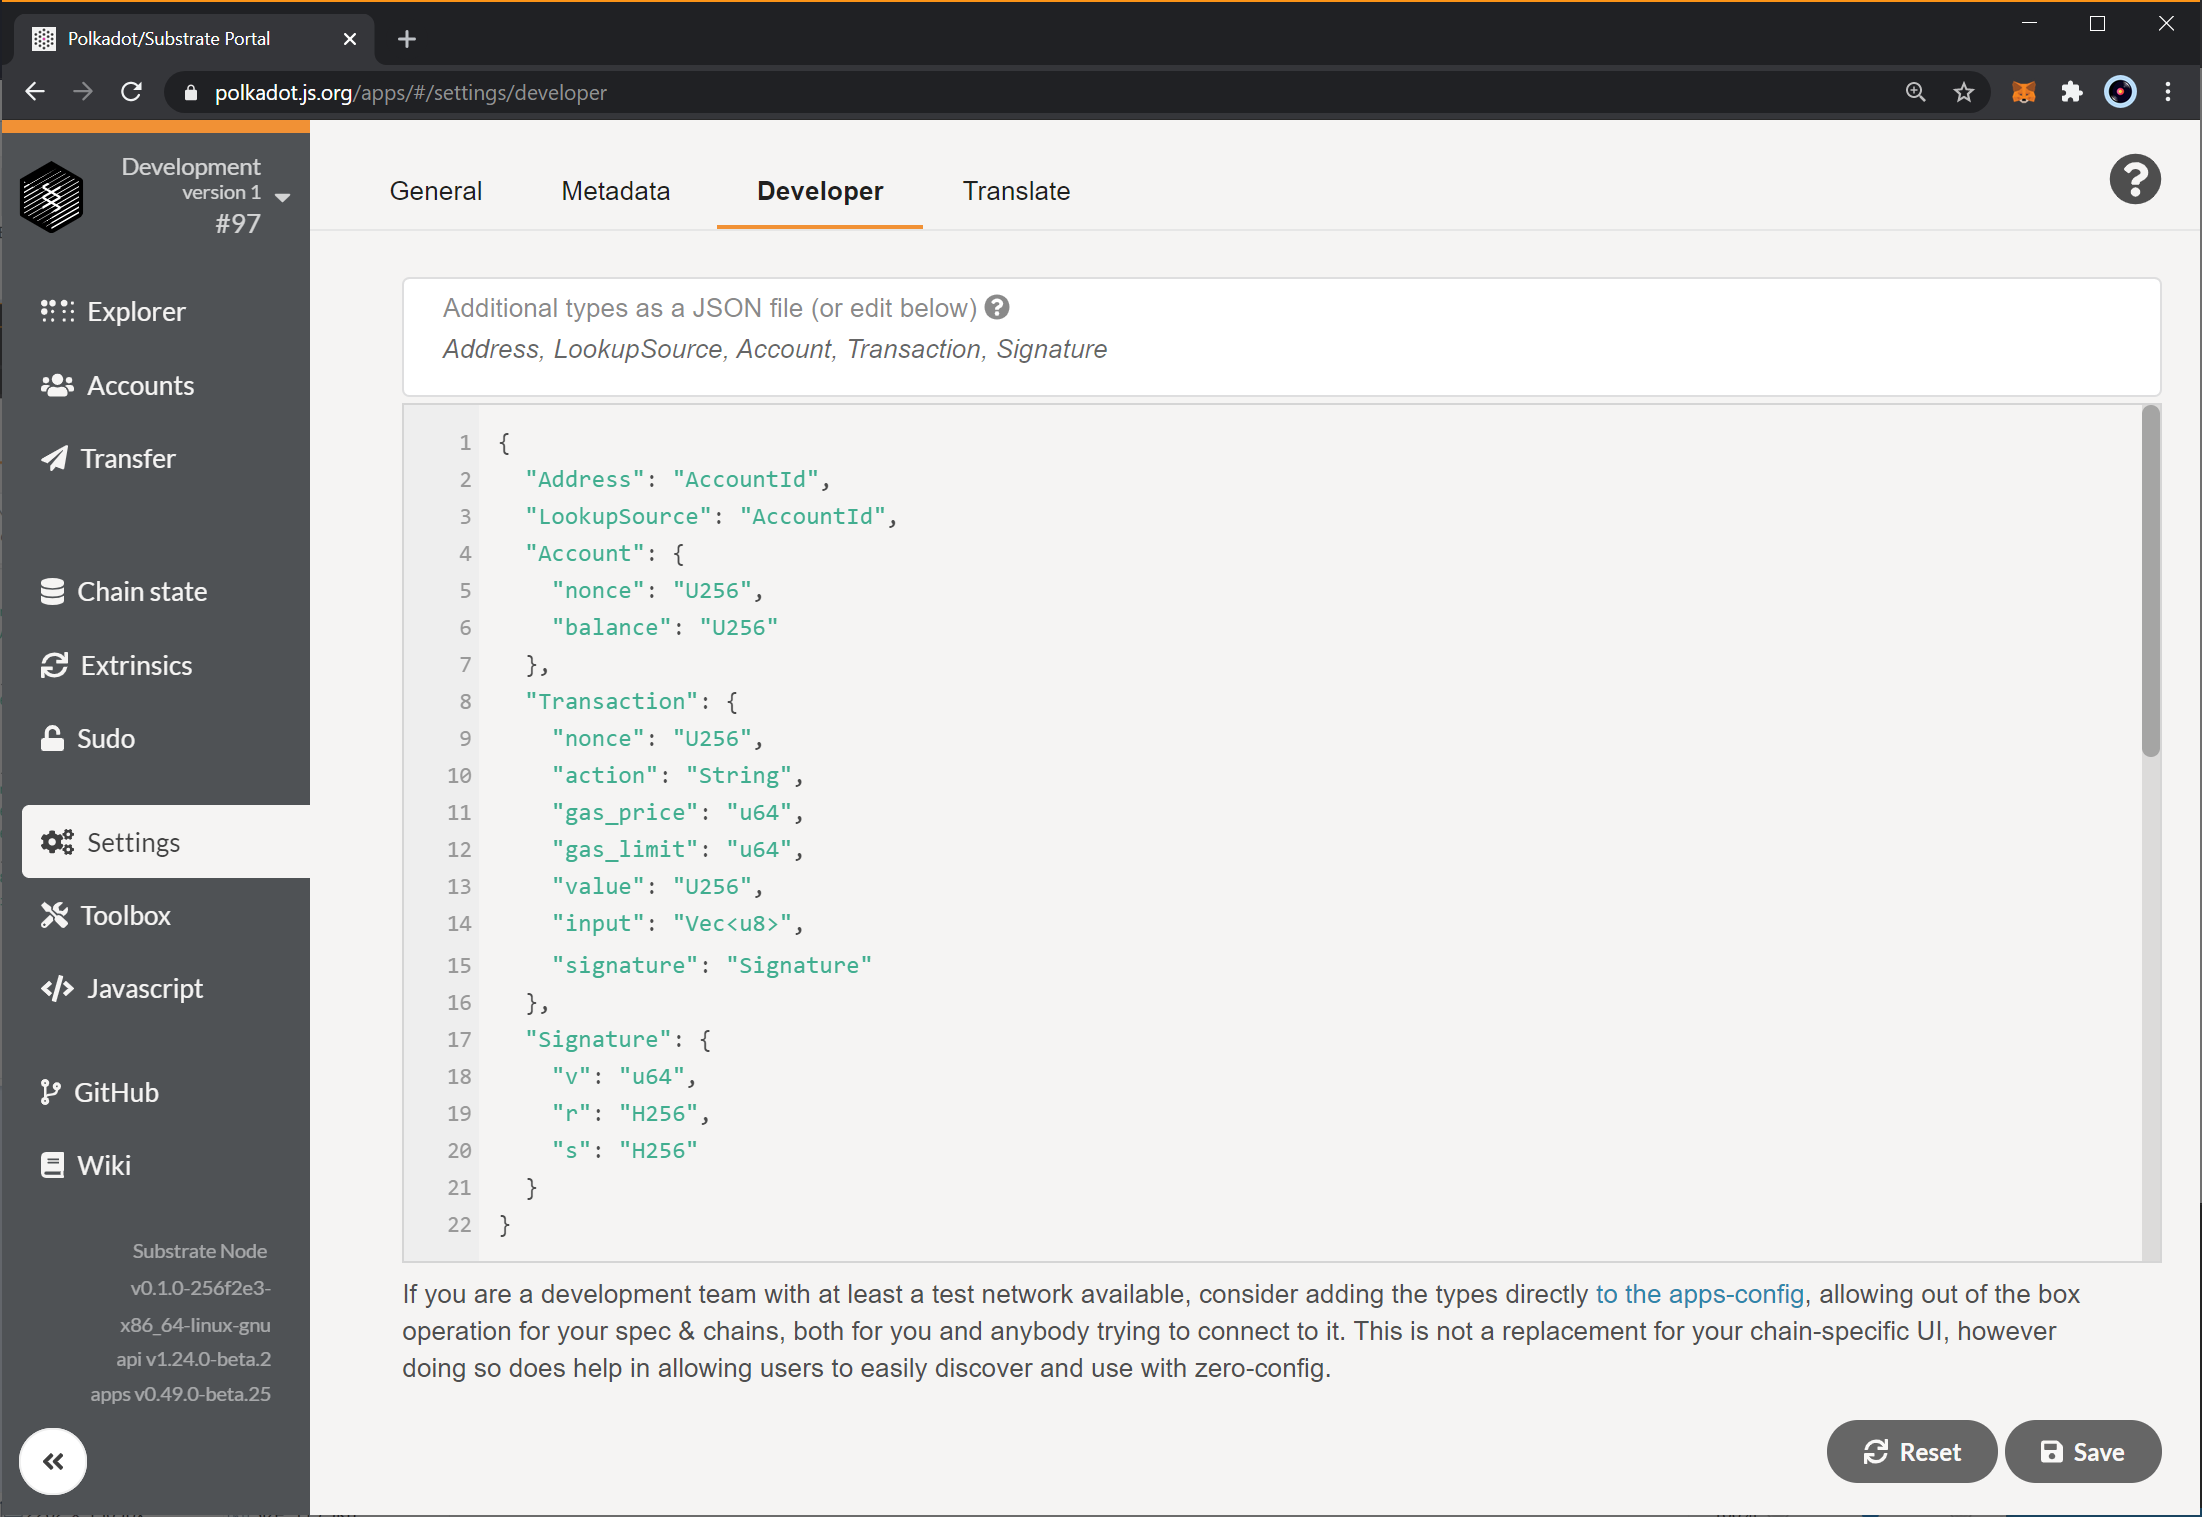 Polkadot/Substrate Portal
polkadot.js.org/apps/#/settings/developer
Development
version 1
#97
Explorer
Accounts
Transfer
Chain state
Extrinsics
Sudo
Settings
Toolbox
Javascript
GitHub
Wiki
Substrate Node
v0.1.0-256f2e3-
x86_64-linux-gnu
api v1.24.0-beta.2
apps v0.49.0-beta.25
General Metadata Developer Translate
Additional types as a JSON file (or edit below)
Address, LookupSource, Account, Transaction, Signature
1 {
2 "Address": "AccountId",
3 "LookupSource": "AccountId",
4 "Account": {
5 "nonce": "U256",
6 "balance": "U256"
7 },
8 "Transaction": {
9 "nonce": "U256",
10 "action": "String",
11 "gas_price": "u64",
12 "gas_limit": "u64",
13 "value": "U256",
14 "input": "Vec<u8>",
15 "signature": "Signature"
16 },
17 "Signature": {
18 "v": "u64",
19 "r": "H256",
20 "s": "H256"
21 }
22 }
If you are a development team with at least a test network available, consider adding the types directly to the apps-config, allowing out of the box
operation for your spec & chains, both for you and anybody trying to connect to it. This is not a replacement for your chain-specific UI, however
doing so does help in allowing users to easily discover and use with zero-config.
Reset Save